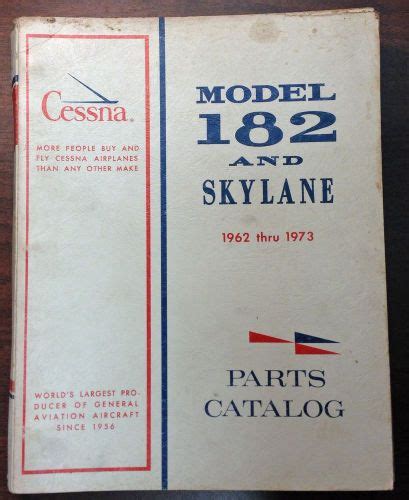 Cessna®
MORE PEOPLE BUY AND
FLY CESSNA AIRPLANES
THAN ANY OTHER MAKE
WORLD'S LARGEST PRO-
DUCER OF GENERAL
AVIATION AIRCRAFT
SINCE 1956
MODEL
182
AND
SKYLANE
1962 thru 1973
PARTS
CATALOG